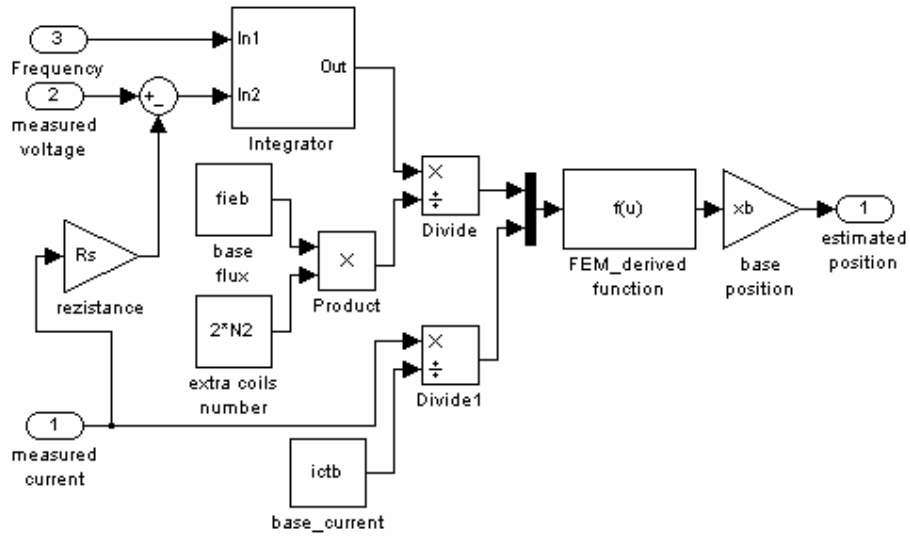 3
Frequency
In1
Out
2
measured
voltage
+
-
In2
Integrator
fieb
base
flux
×
÷
Divide
f(u)
FEM_derived
function
xb
base
position
1
estimated
position
Rs
rezistance
×
Product
2*N2
extra coils
number
×
÷
Divide1
1
measured
current
ictb
base_current